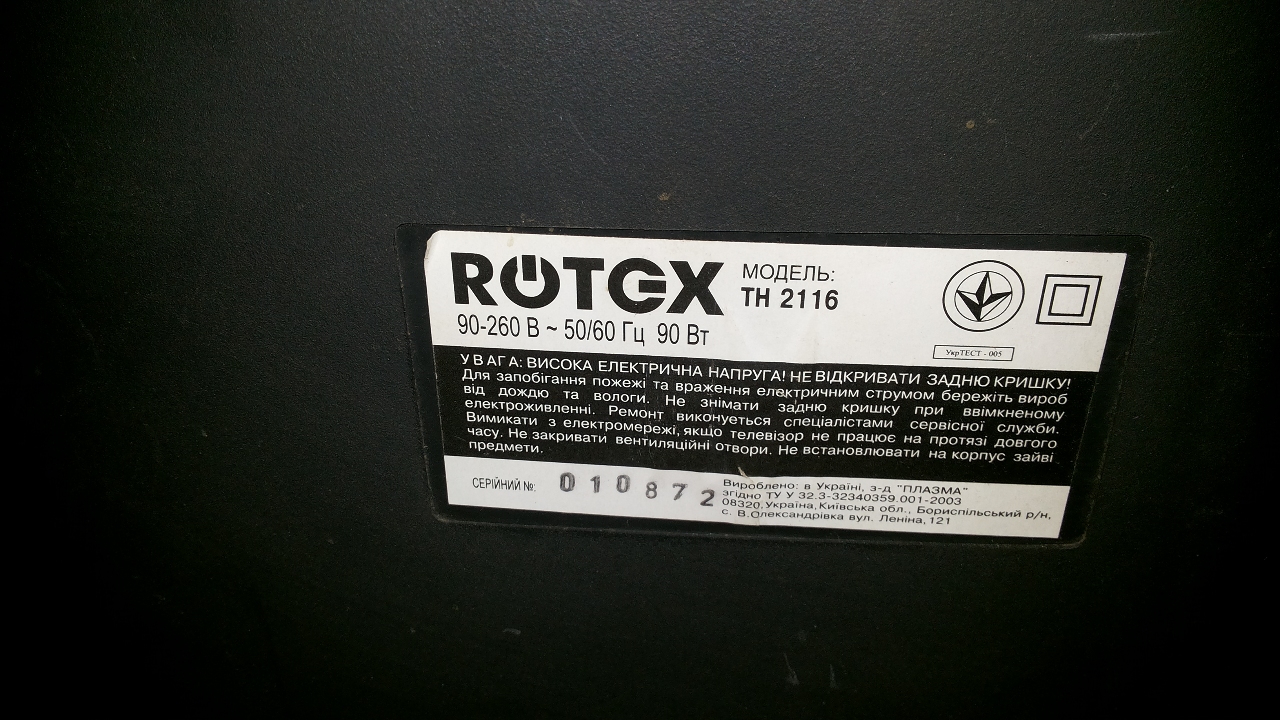 ROTEX
МОДЕЛЬ:
TH 2116
90-260 В ~ 50/60 Гц 90 Вт
УкрТЕСТ - 005
УВАГА: ВИСОКА ЕЛЕКТРИЧНА НАПРУГА! НЕ ВІДКРИВАТИ ЗАДНЮ КРИШКУ!
Для запобігання пожежі та враження електричним струмом бережіть вироб
від дождю та вологи. Не знімати задню кришку при ввімкненому
електроживленні. Ремонт виконуеться спеціалістами сервісної служби.
Вимикати з електромережі, якщо телевізор не працює на протязі довгого
часу. Не закривати вентиляційні отвори. Не встановлювати на корпус зайві
предмети.
СЕРІЙНИЙ №: 010872
Вироблено: в Україні, з-д "ПЛАЗМА"
згідно ТУ У 32.3-32340359.001-2003
08320, Україна, Київська обл., Бориспільський р/н,
с. В.Олександрівка вул. Леніна, 121